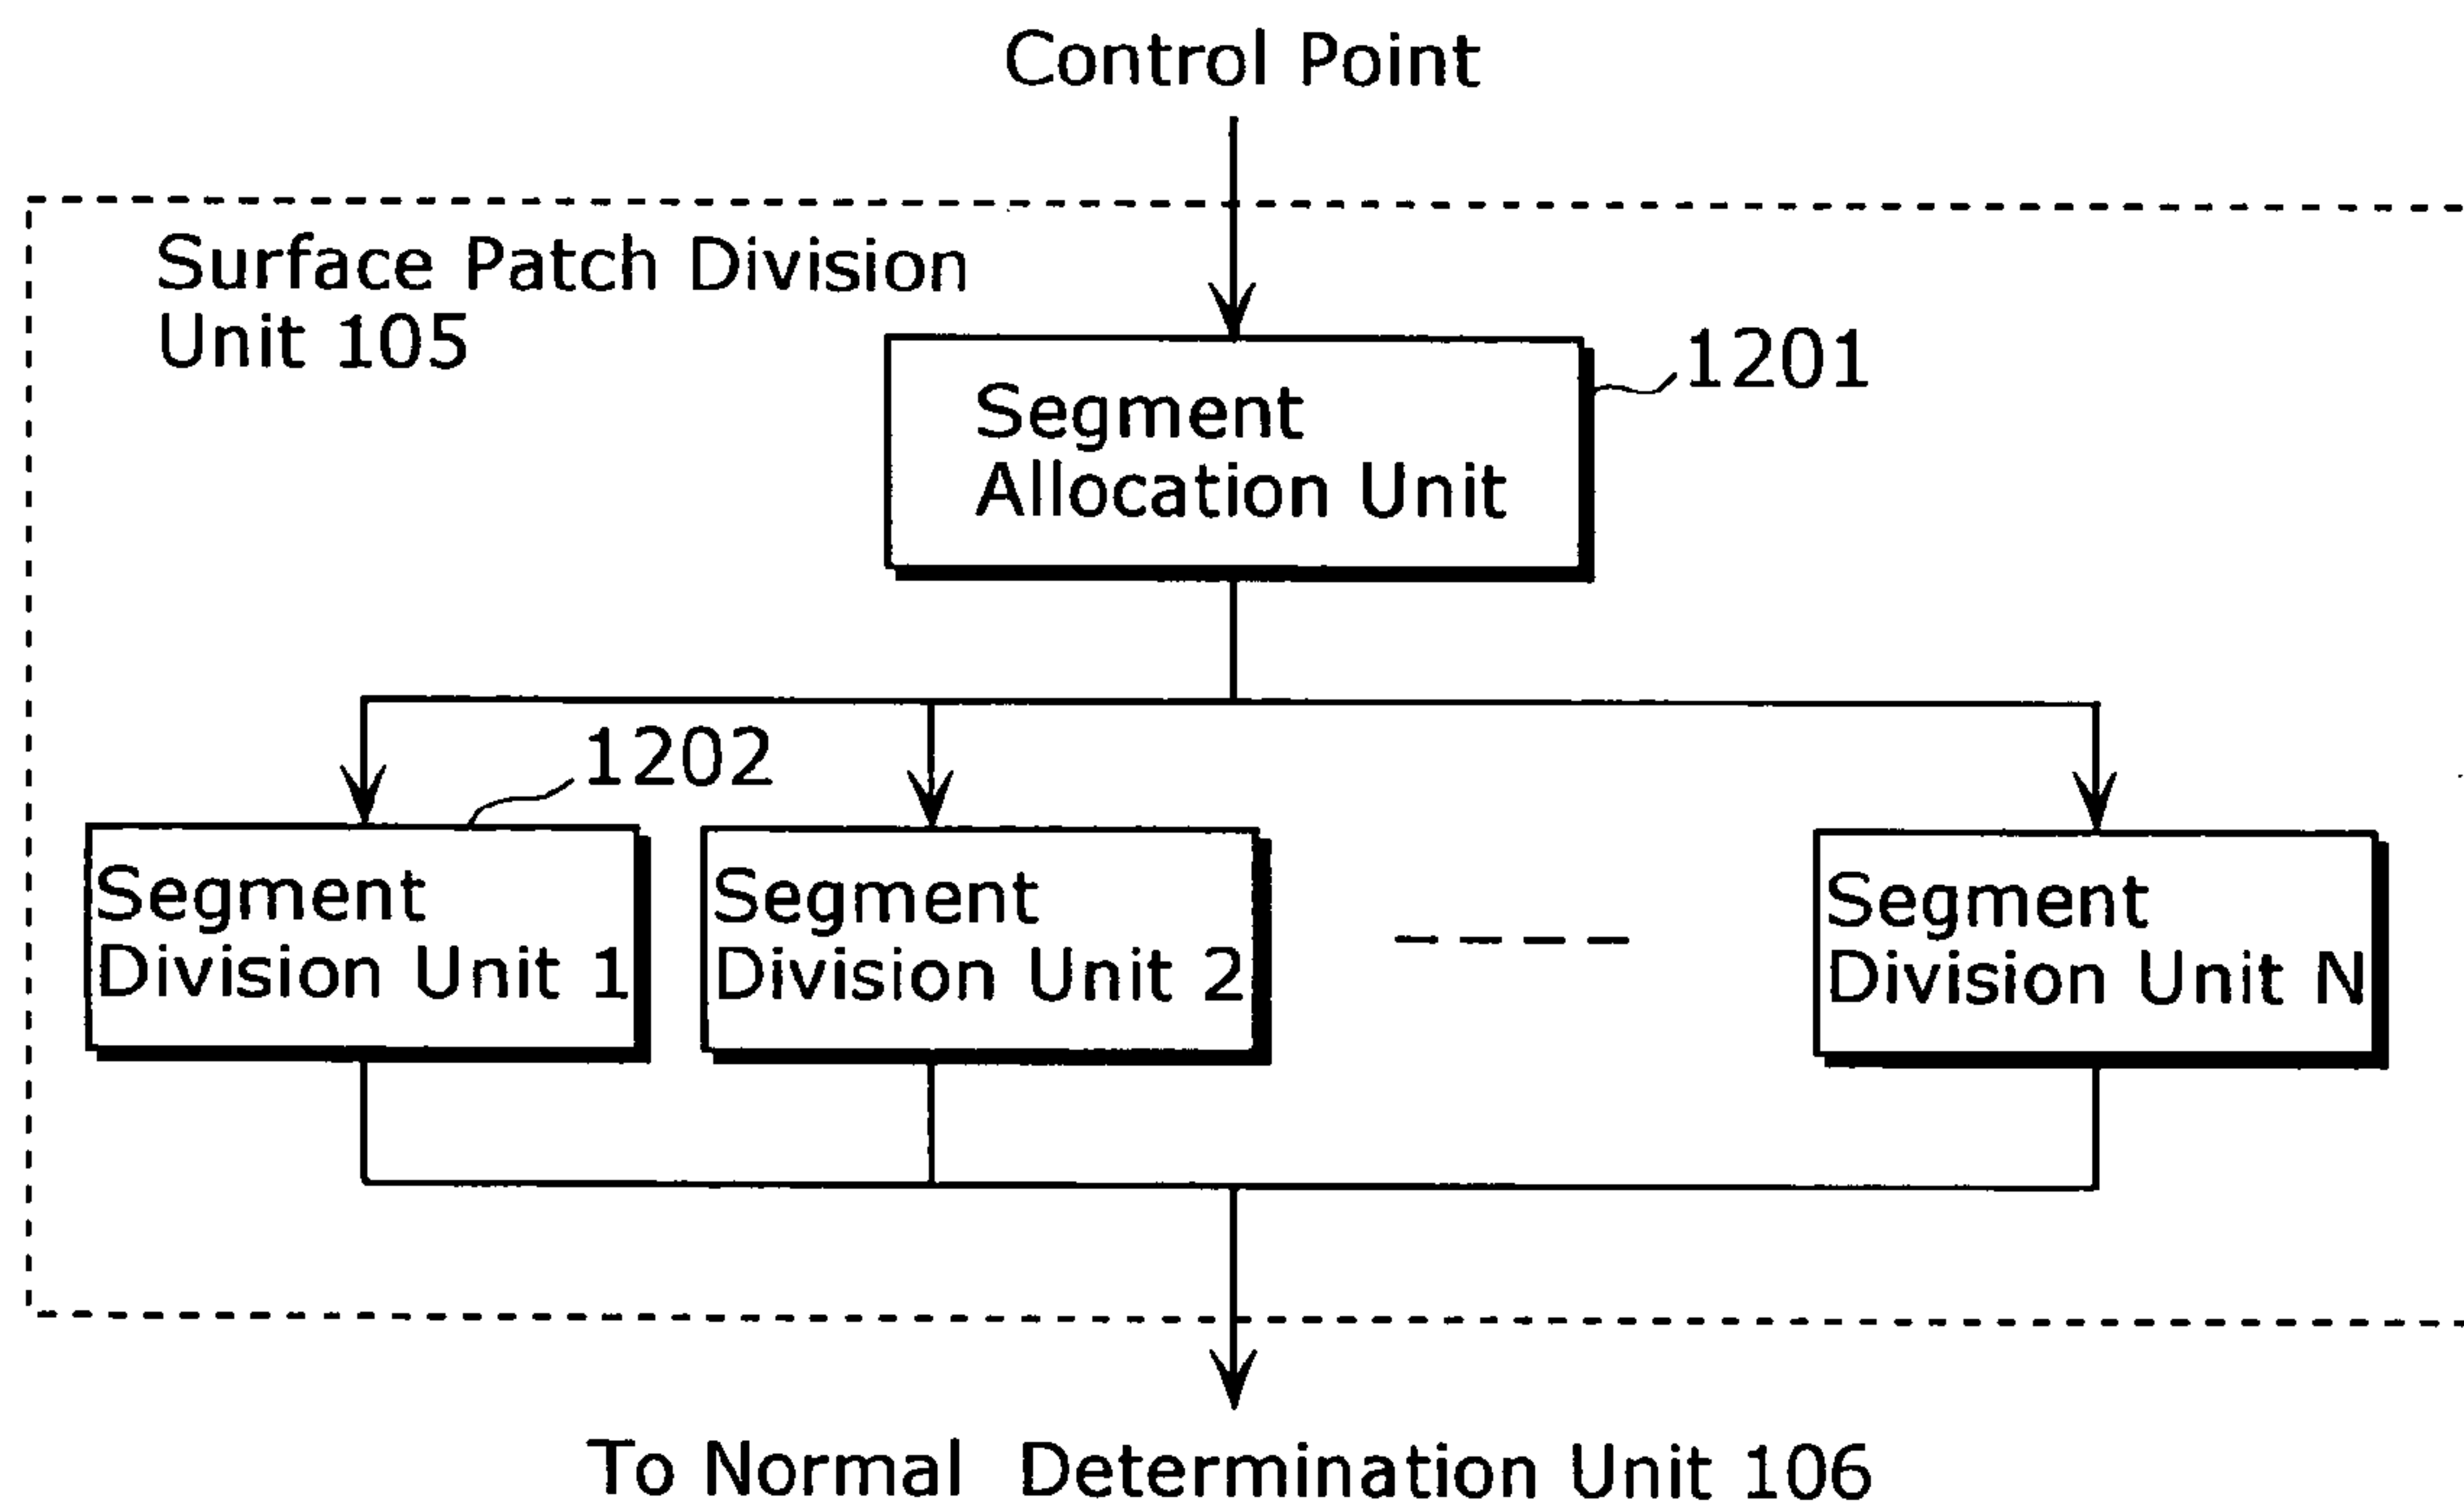 Control Point
Surface Patch Division
Unit 105
1201
Segment
Allocation Unit
1202
Segment
Division Unit 1
Segment
Division Unit 2
Segment
Division Unit N
To Normal Determination Unit 106